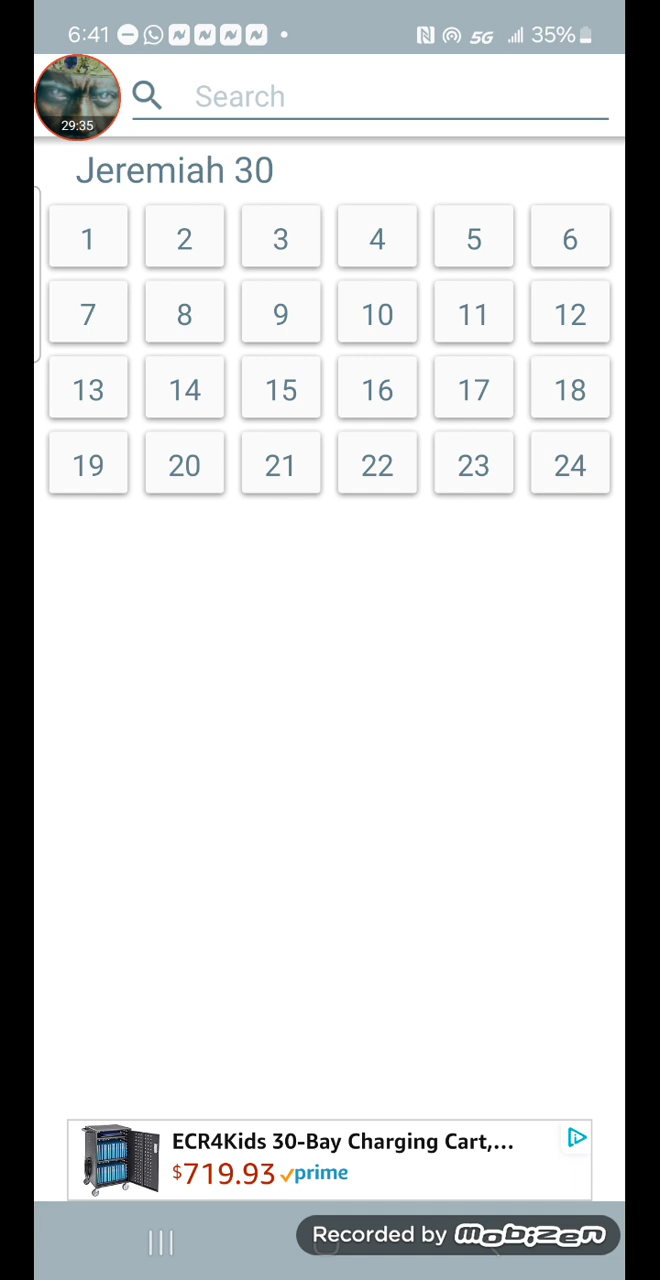 6:41 5G 35%
29:35
Search
Jeremiah 30
1 2 3 4 5 6
7 8 9 10 11 12
13 14 15 16 17 18
19 20 21 22 23 24
ECR4Kids 30-Bay Charging Cart,...
$719.93 prime
Recorded by mobizen